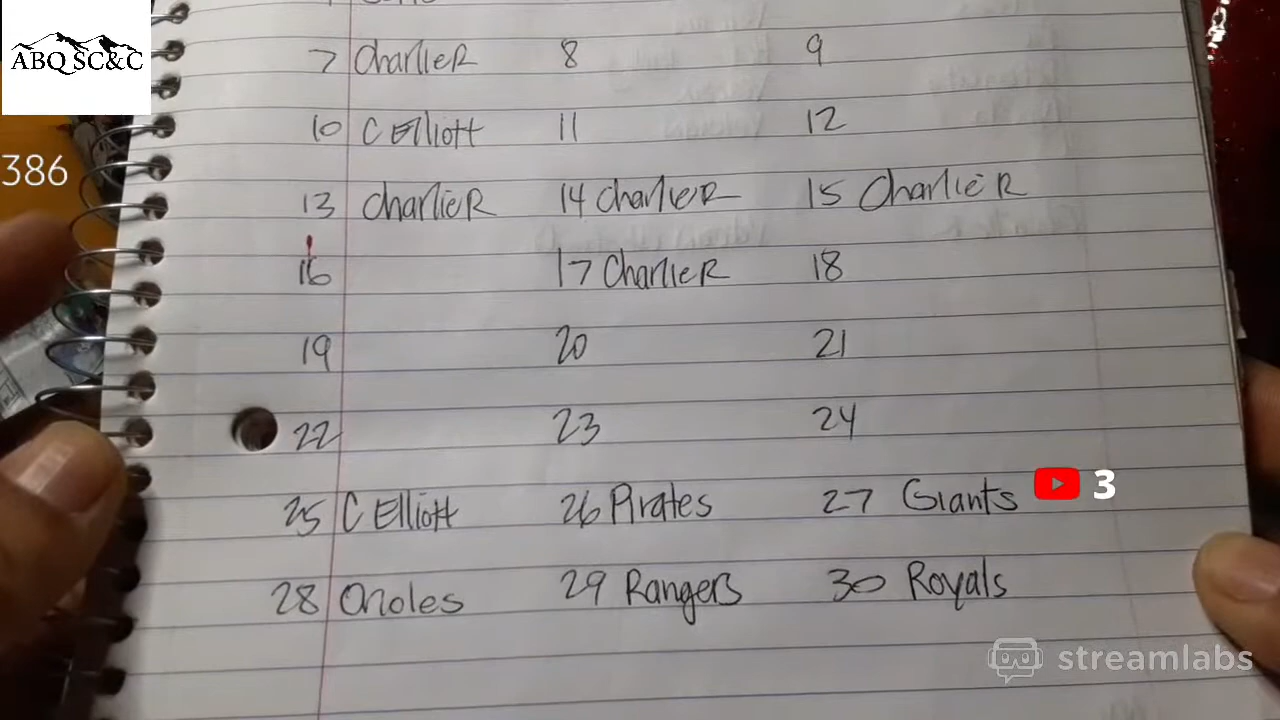 ABQ SC&C
7 CharlieR 8 9
10 C Elliott 11 12
386
13 CharlieR 14 CharlieR 15 CharlieR
16 17 CharlieR 18
19 20 21
22 23 24
25 C Elliott 26 Pirates 27 Giants
3
28 Orioles 29 Rangers 30 Royals
streamlabs